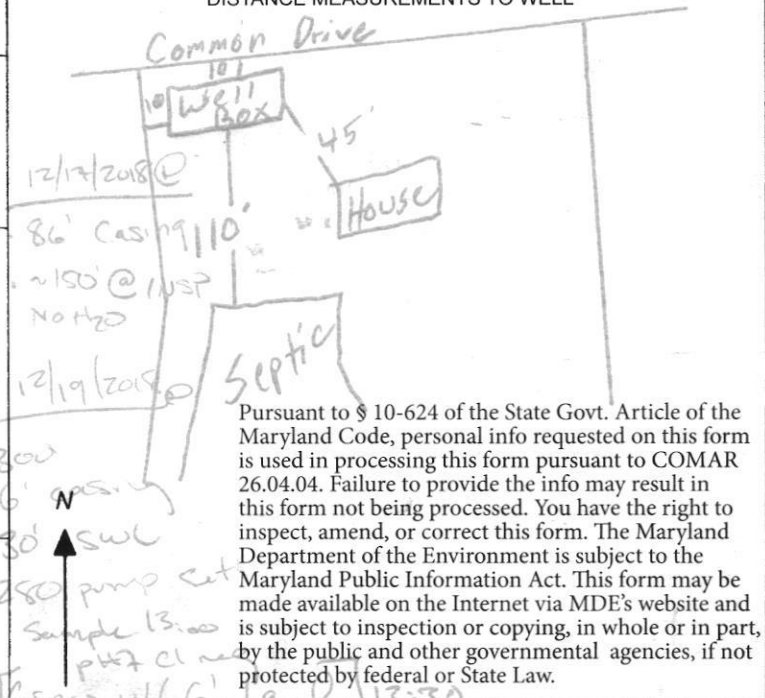 DISTANCE MEASUREMENTS TO WELL
Common Drive
10'
10
Well
Box
45'
House
110'
Septic
12/17/2018 @
86' Casing
~150' @ INSP
No H2O
12/19/2018 @
casing
N
30' SWL
280 pump set
Sample 13:00
pH7 Cl neg
Pursuant to § 10-624 of the State Govt. Article of the
Maryland Code, personal info requested on this form
is used in processing this form pursuant to COMAR
26.04.04. Failure to provide the info may result in
this form not being processed. You have the right to
inspect, amend, or correct this form. The Maryland
Department of the Environment is subject to the
Maryland Public Information Act. This form may be
made available on the Internet via MDE's website and
is subject to inspection or copying, in whole or in part,
by the public and other governmental agencies, if not
protected by federal or State Law.